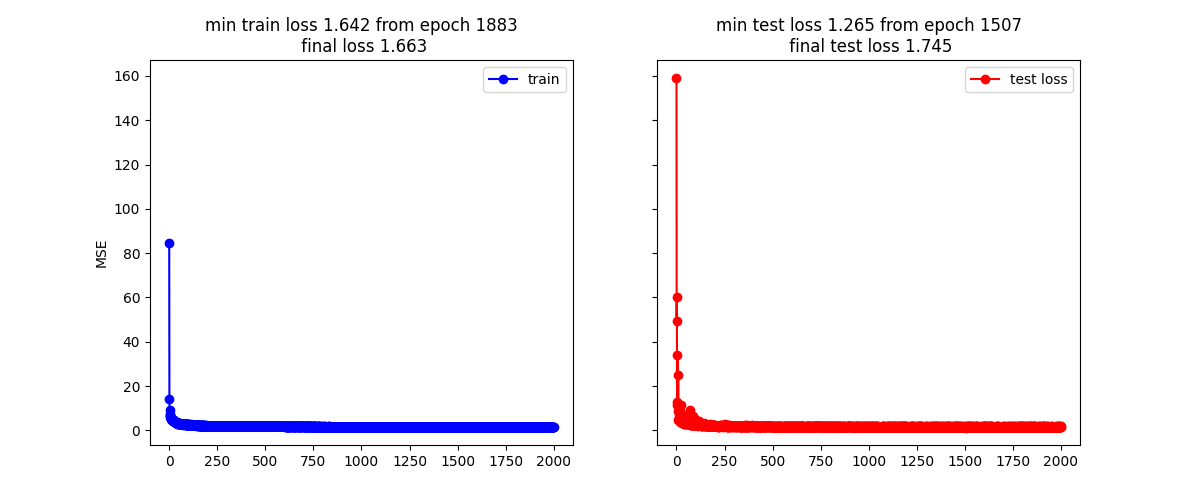 min train loss 1.642 from epoch 1883
final loss 1.663
min test loss 1.265 from epoch 1507
final test loss 1.745
train
test loss
MSE
160
140
120
100
80
60
40
20
0
0 250 500 750 1000 1250 1500 1750 2000
0 250 500 750 1000 1250 1500 1750 2000